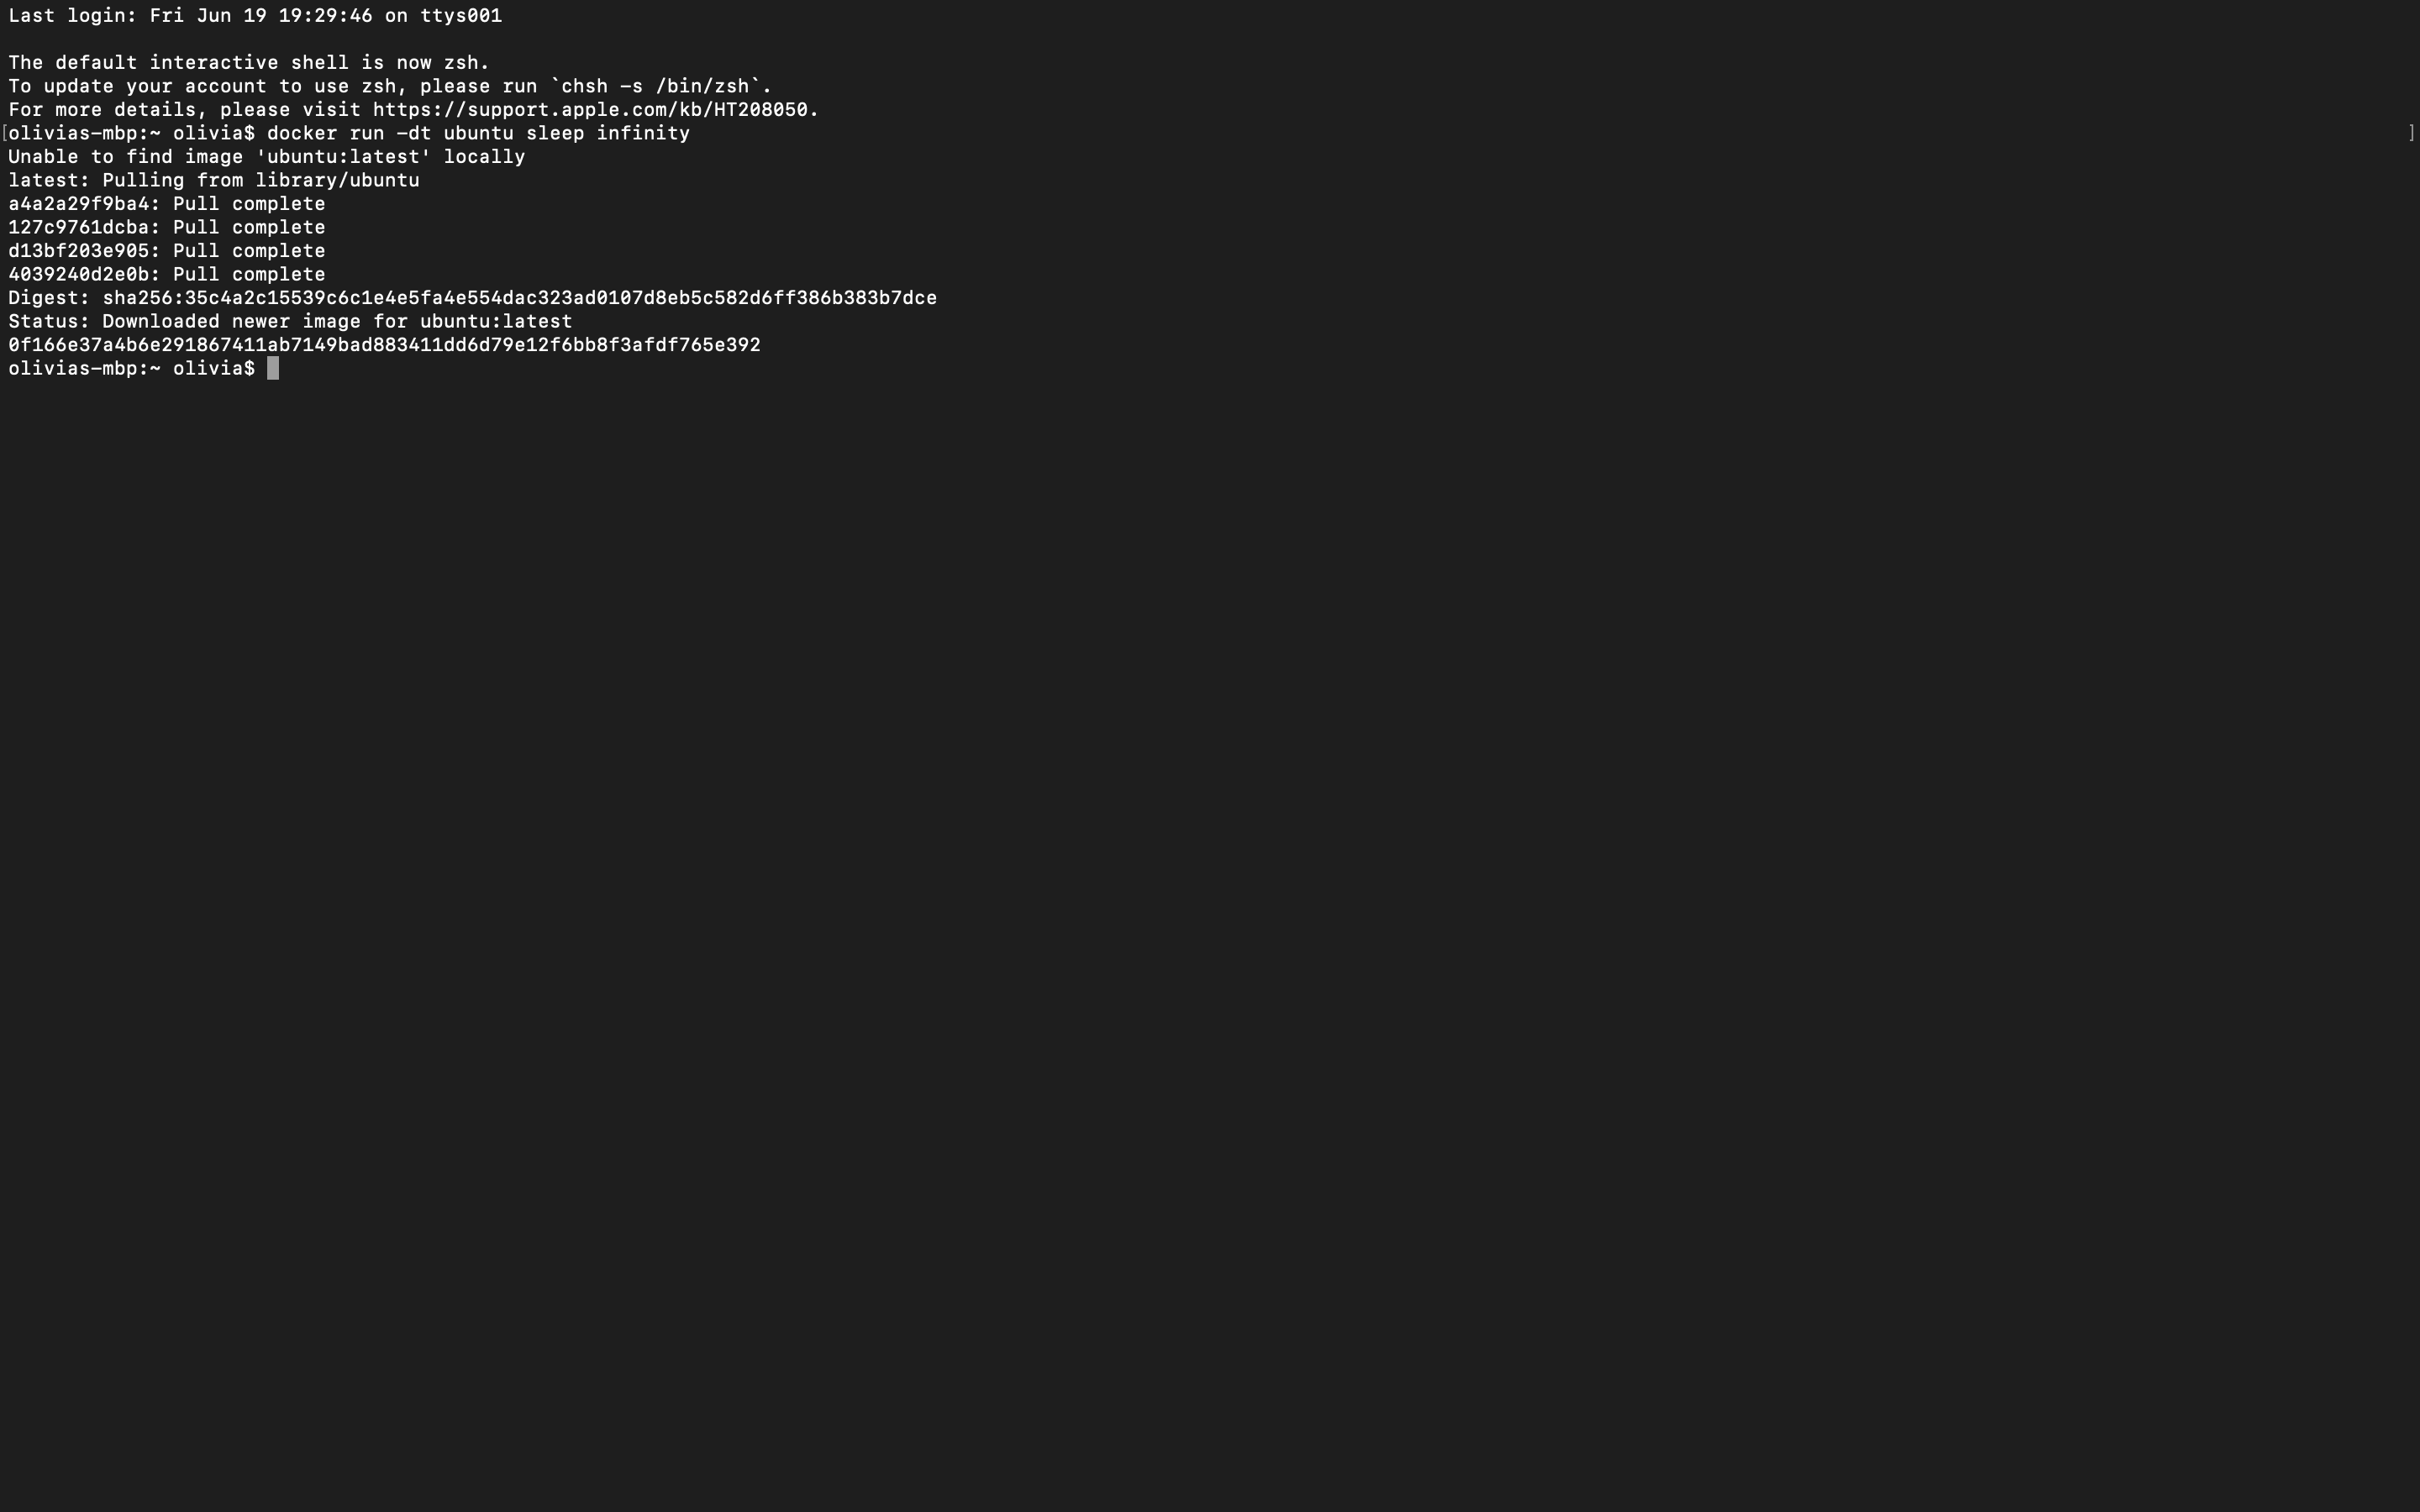 Last login: Fri Jun 19 19:29:46 on ttys001
The default interactive shell is now zsh.
To update your account to use zsh, please run `chsh -s /bin/zsh`.
For more details, please visit https://support.apple.com/kb/HT208050.
[olivias-mbp:~ olivia$ docker run -dt ubuntu sleep infinity ]
Unable to find image 'ubuntu:latest' locally
latest: Pulling from library/ubuntu
a4a2a29f9ba4: Pull complete
127c9761dcba: Pull complete
d13bf203e905: Pull complete
4039240d2e0b: Pull complete
Digest: sha256:35c4a2c15539c6c1e4e5fa4e554dac323ad0107d8eb5c582d6ff386b383b7dce
Status: Downloaded newer image for ubuntu:latest
0f166e37a4b6e291867411ab7149bad883411dd6d79e12f6bb8f3afdf765e392
olivias-mbp:~ olivia$